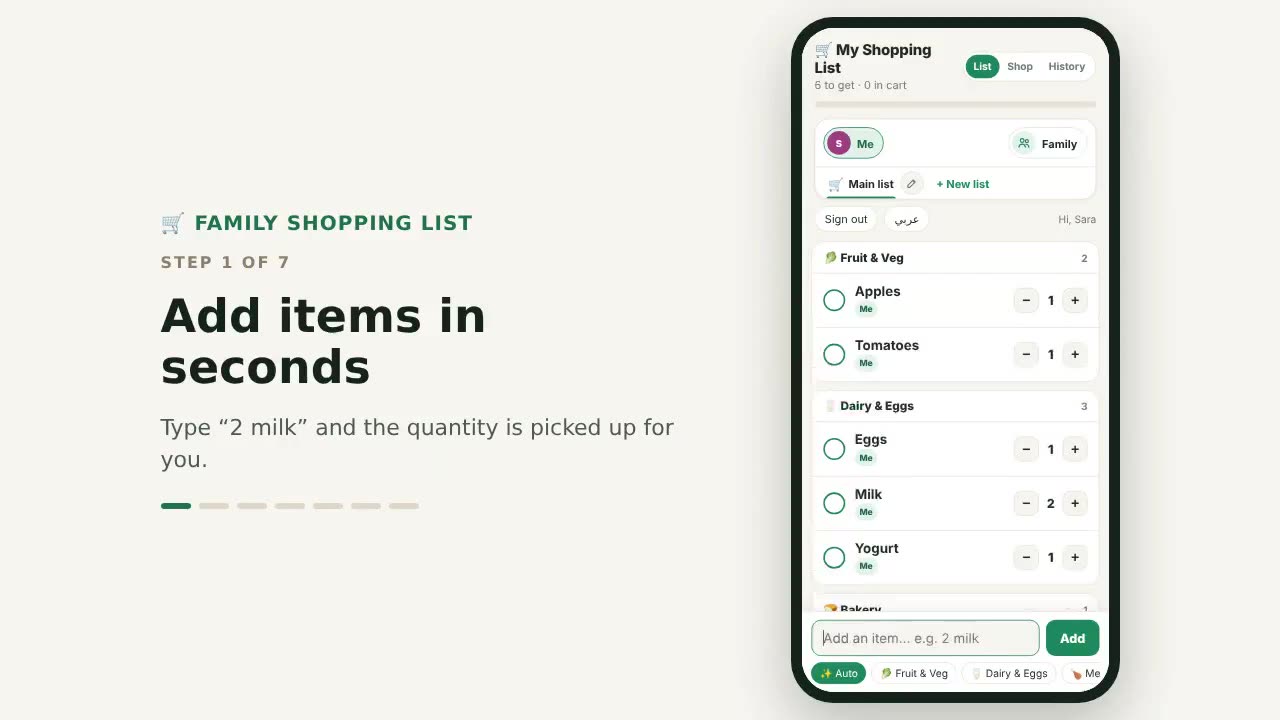 🛒 FAMILY SHOPPING LIST
STEP 1 OF 7
Add items in
seconds
Type “2 milk” and the quantity is picked up for
you.
🛒 My Shopping
List
6 to get · 0 in cart
List Shop History
S Me
Family
🛒 Main list
+ New list
Sign out
عربي
Hi, Sara
🥬 Fruit & Veg 2
Apples
Me
− 1 +
Tomatoes
Me
− 1 +
🥛 Dairy & Eggs 3
Eggs
Me
− 1 +
Milk
Me
− 2 +
Yogurt
Me
− 1 +
🍞 Bakery 1
Add an item... e.g. 2 milk
Add
✨ Auto 🥬 Fruit & Veg 🥛 Dairy & Eggs 🍗 Me